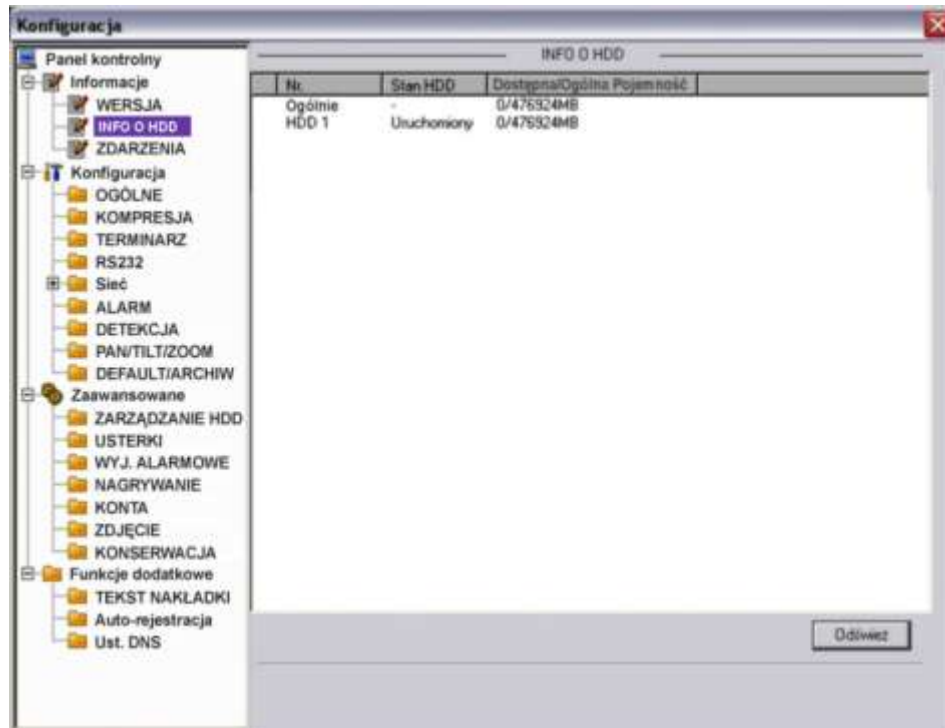 Konfiguracja
Panel kontrolny
Informacje
WERSJA
INFO O HDD
ZDARZENIA
Konfiguracja
OGÓLNE
KOMPRESJA
TERMINARZ
RS232
Sieć
ALARM
DETEKCJA
PAN/TILT/ZOOM
DEFAULT/ARCHIW
Zaawansowane
ZARZĄDZANIE HDD
USTERKI
WYJ. ALARMOWE
NAGRYWANIE
KONTA
ZDJĘCIE
KONSERWACJA
Funkcje dodatkowe
TEKST NAKŁADKI
Auto-rejestracja
Ust. DNS
INFO O HDD
Nr. Stan HDD Dostępna/Ogólna Pojemność
Ogólnie - 0/476924MB
HDD 1 Uruchomiony 0/476924MB
Odśwież